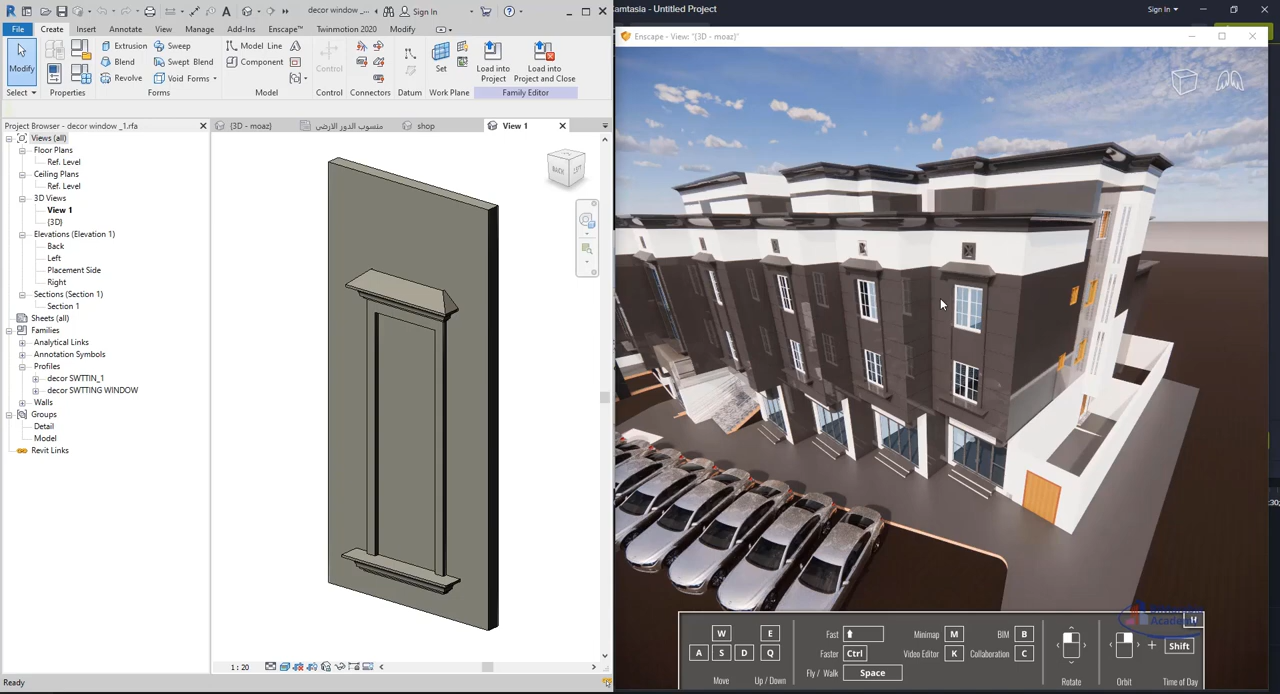 decor window _...
Sign In
File
Create
Insert
Annotate
View
Manage
Add-Ins
Enscape™
Twinmotion 2020
Modify
Modify
Extrusion
Sweep
Blend
Swept Blend
Revolve
Void Forms
Model Line
Component
Control
Set
Load into
Project
Load into
Project and Close
Select
Properties
Forms
Model
Control
Connectors
Datum
Work Plane
Family Editor
Project Browser - decor window _1.rfa
{3D - moaz}
منسوب الدور الارضي
shop
View 1
Views (all)
Floor Plans
Ref. Level
Ceiling Plans
Ref. Level
3D Views
View 1
{3D}
Elevations (Elevation 1)
Back
Left
Placement Side
Right
Sections (Section 1)
Section 1
Sheets (all)
Families
Analytical Links
Annotation Symbols
Profiles
decor SWTTIN_1
decor SWTTING WINDOW
Walls
Groups
Detail
Model
Revit Links
BACK
LEFT
1 : 20
Ready
amtasia - Untitled Project
Sign In
Enscape - View: "{3D - moaz}"
W
E
A
S
D
Q
Move
Up / Down
Fast
Faster
Ctrl
Fly / Walk
Space
Minimap
M
Video Editor
K
BIM
B
Collaboration
C
H
Rotate
+
Shift
Orbit
Time of Day